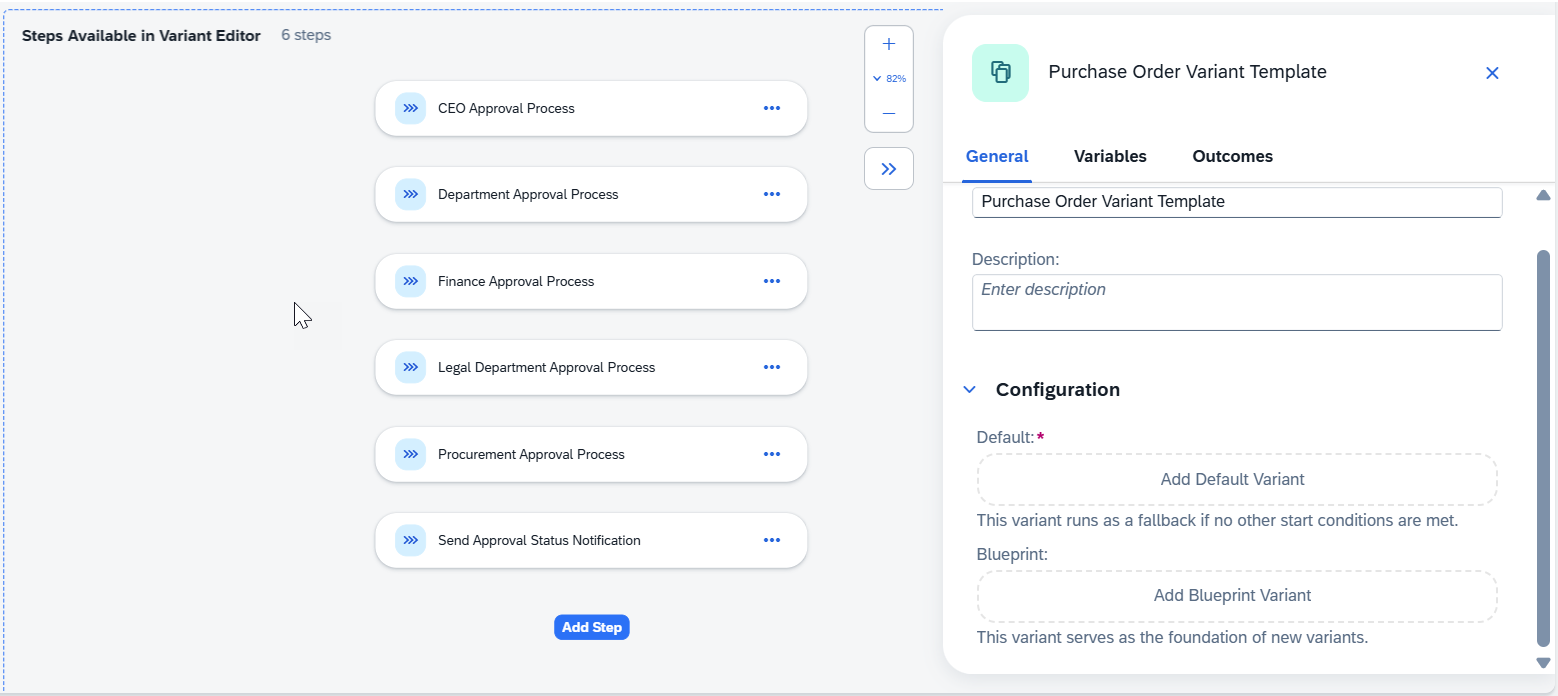 Steps Available in Variant Editor 6 steps
CEO Approval Process
Department Approval Process
Finance Approval Process
Legal Department Approval Process
Procurement Approval Process
Send Approval Status Notification
Add Step
82%
Purchase Order Variant Template
General Variables Outcomes
Purchase Order Variant Template
Description:
Enter description
Configuration
Default:*
Add Default Variant
This variant runs as a fallback if no other start conditions are met.
Blueprint:
Add Blueprint Variant
This variant serves as the foundation of new variants.